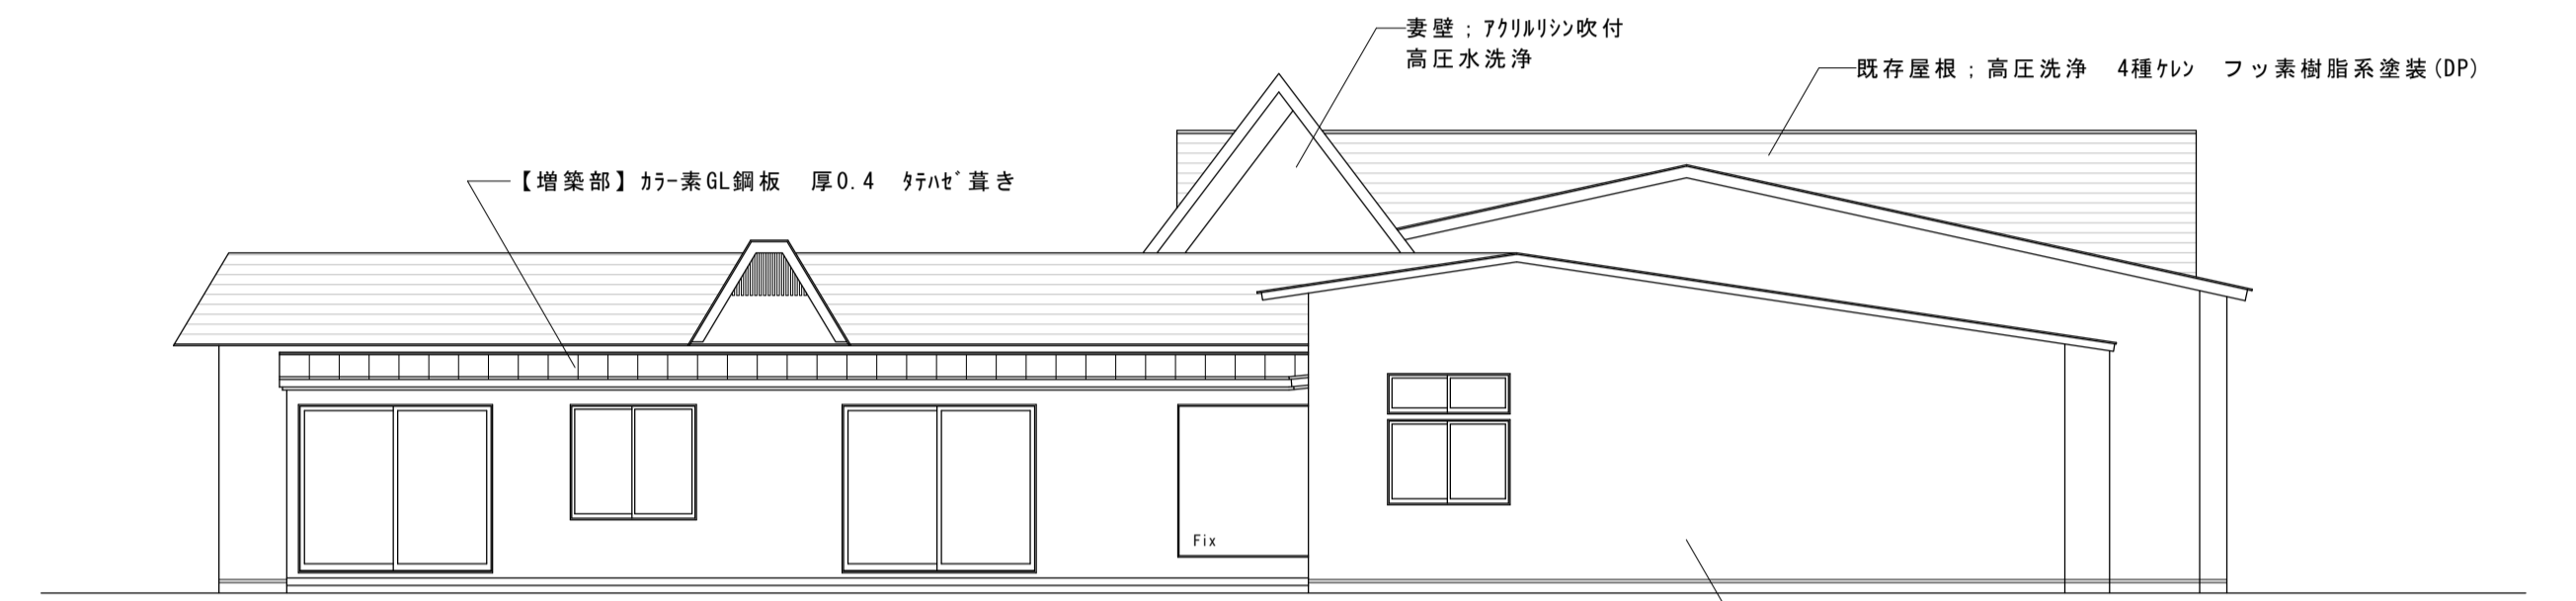 妻壁；ｱｸﾘﾙﾘｼﾝ吹付
高圧水洗浄
既存屋根；高圧洗浄　4種ｹﾚﾝ　フッ素樹脂系塗装(DP)
【増築部】ｶﾗｰ素GL鋼板　厚0.4　ﾀﾃﾊｾﾞ葺き
Fix